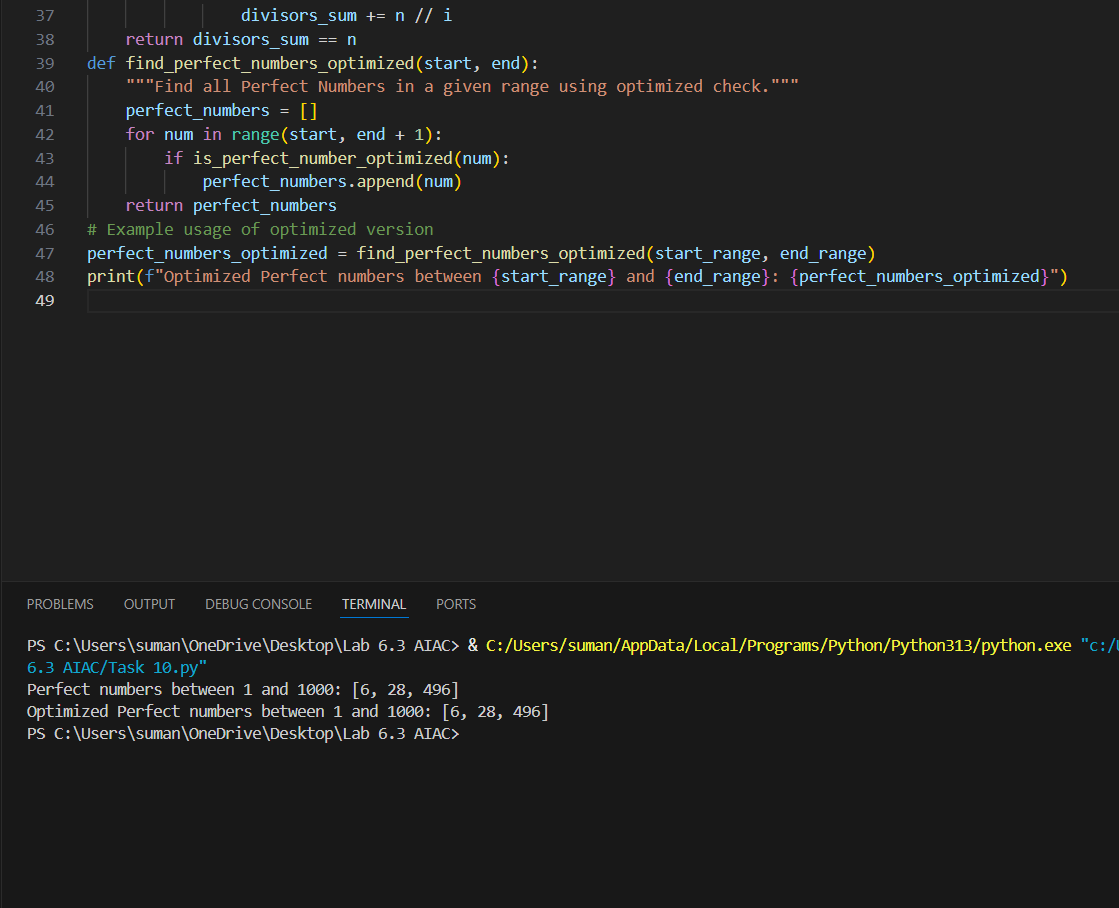 37                 divisors_sum += n // i
38     return divisors_sum == n
39 def find_perfect_numbers_optimized(start, end):
40     """Find all Perfect Numbers in a given range using optimized check."""
41     perfect_numbers = []
42     for num in range(start, end + 1):
43         if is_perfect_number_optimized(num):
44             perfect_numbers.append(num)
45     return perfect_numbers
46 # Example usage of optimized version
47 perfect_numbers_optimized = find_perfect_numbers_optimized(start_range, end_range)
48 print(f"Optimized Perfect numbers between {start_range} and {end_range}: {perfect_numbers_optimized}")
49
PROBLEMS OUTPUT DEBUG CONSOLE TERMINAL PORTS
PS C:\Users\suman\OneDrive\Desktop\Lab 6.3 AIAC> & C:/Users/suman/AppData/Local/Programs/Python/Python313/python.exe "c:/
6.3 AIAC/Task 10.py"
Perfect numbers between 1 and 1000: [6, 28, 496]
Optimized Perfect numbers between 1 and 1000: [6, 28, 496]
PS C:\Users\suman\OneDrive\Desktop\Lab 6.3 AIAC>